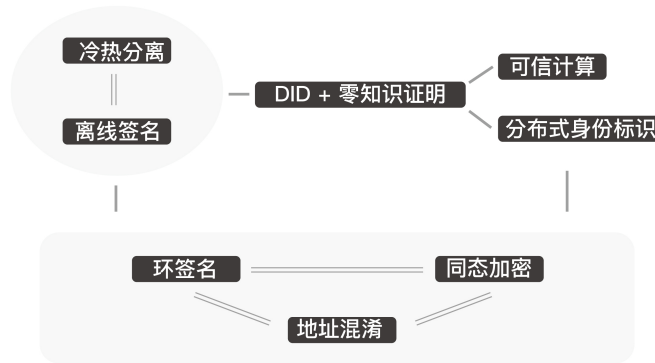 冷热分离
离线签名
DID + 零知识证明
可信计算
分布式身份标识
环签名
同态加密
地址混淆